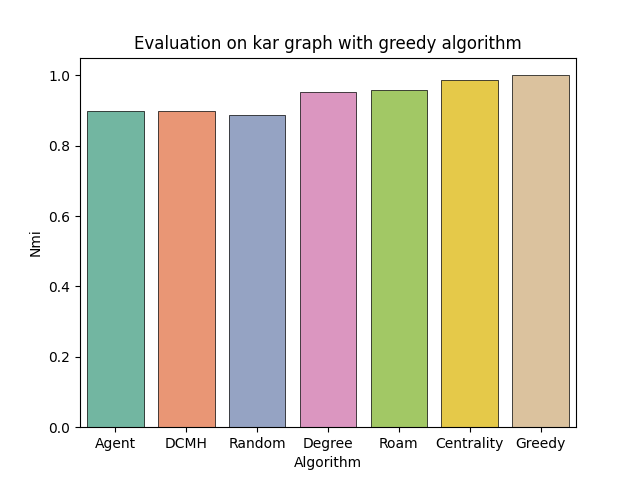 Evaluation on kar graph with greedy algorithm
1.0
0.8
0.6
0.4
0.2
0.0
Nmi
Agent DCMH Random Degree Roam Centrality Greedy
Algorithm